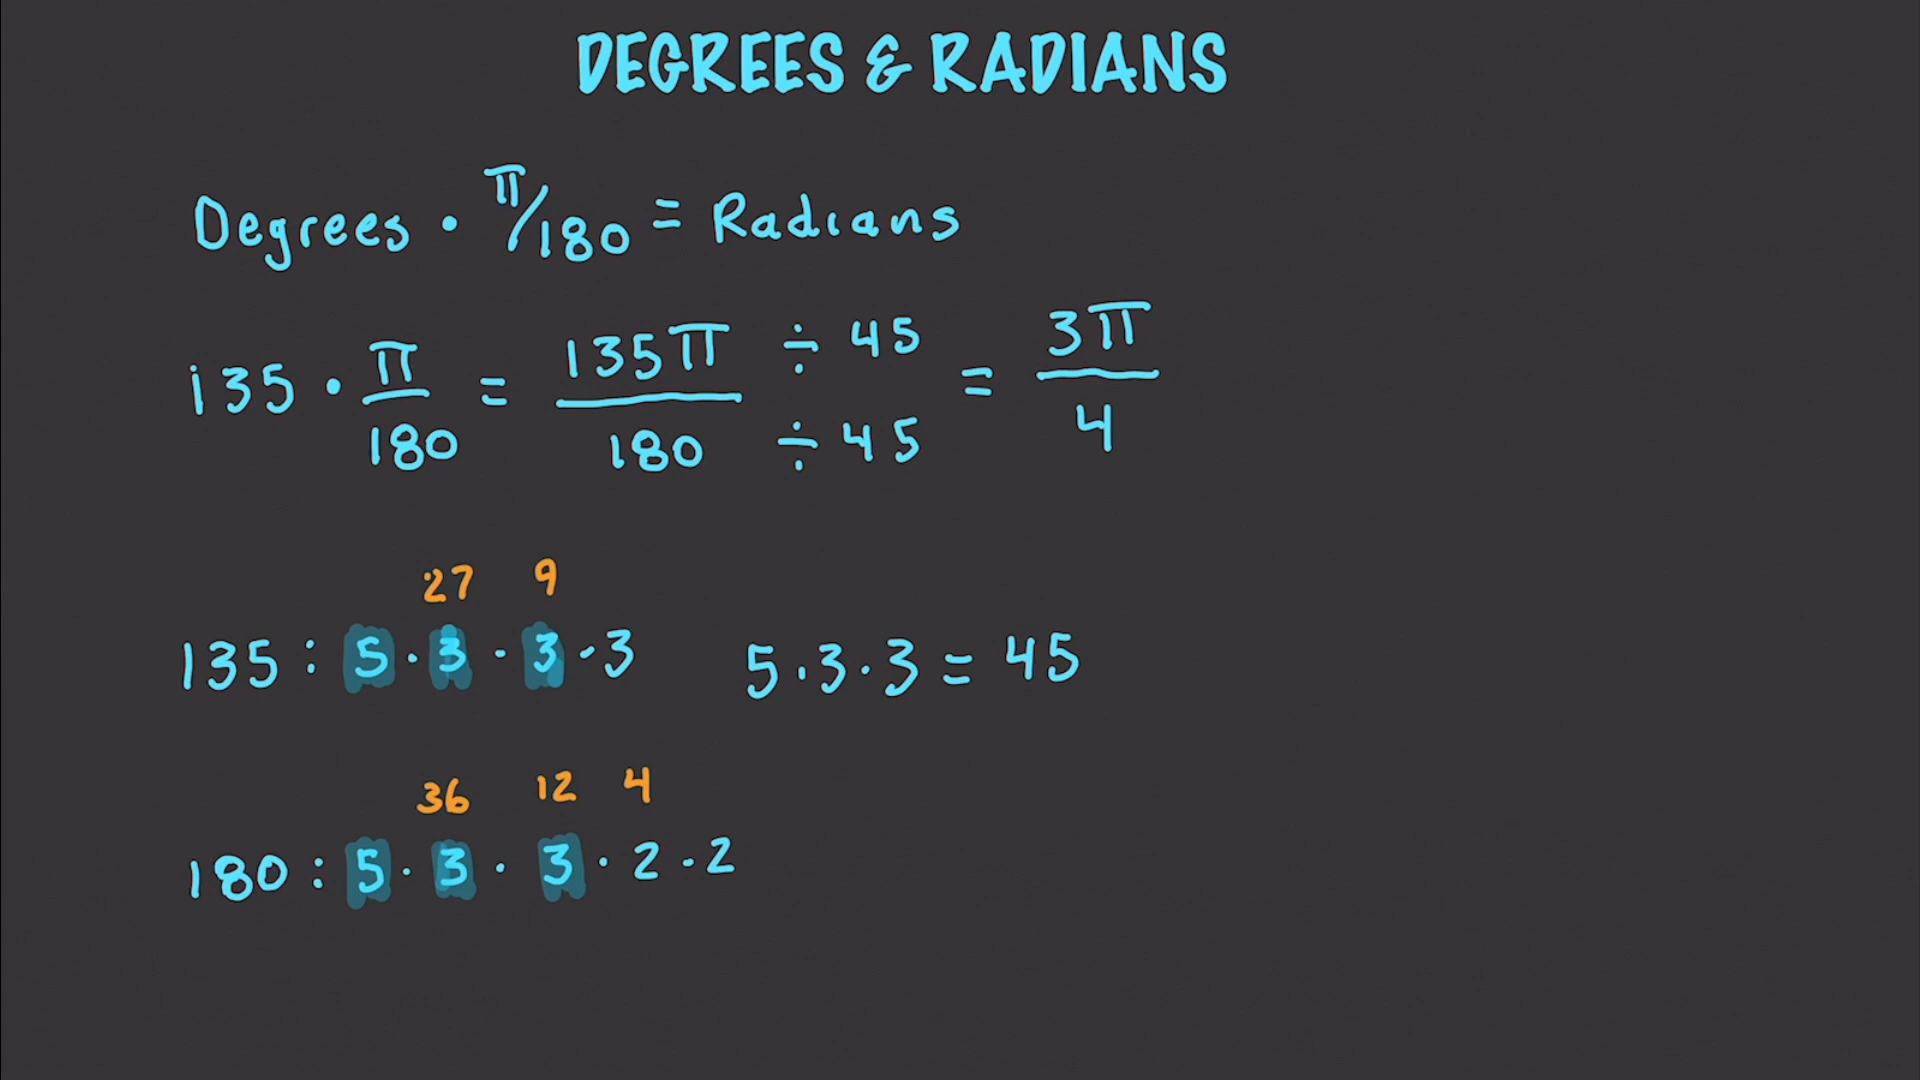 DEGREES & RADIANS
Degrees · π/180 = Radians
135 · π/180 = 135π/180 ÷ 45 ÷ 45 = 3π/4
27 9
135 : 5 · 3 · 3 · 3 5 · 3 · 3 = 45
36 12 4
180 : 5 · 3 · 3 · 2 · 2